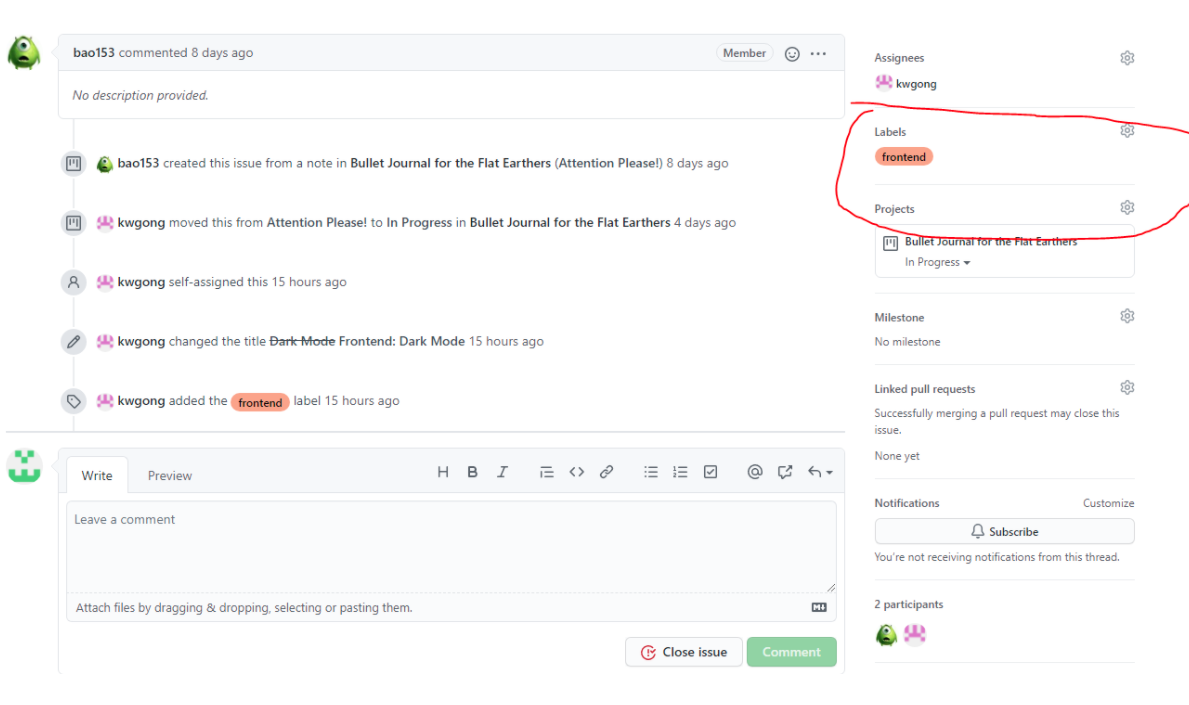 bao153 commented 8 days ago
Member
No description provided.
bao153 created this issue from a note in Bullet Journal for the Flat Earthers (Attention Please!) 8 days ago
kwgong moved this from Attention Please! to In Progress in Bullet Journal for the Flat Earthers 4 days ago
kwgong self-assigned this 15 hours ago
kwgong changed the title Dark Mode Frontend: Dark Mode 15 hours ago
kwgong added the frontend label 15 hours ago
Write Preview
H B I
Leave a comment
Attach files by dragging & dropping, selecting or pasting them.
Close issue
Comment
Assignees
kwgong
Labels
frontend
Projects
Bullet Journal for the Flat Earthers
In Progress
Milestone
No milestone
Linked pull requests
Successfully merging a pull request may close this
issue.
None yet
Notifications Customize
Subscribe
You're not receiving notifications from this thread.
2 participants